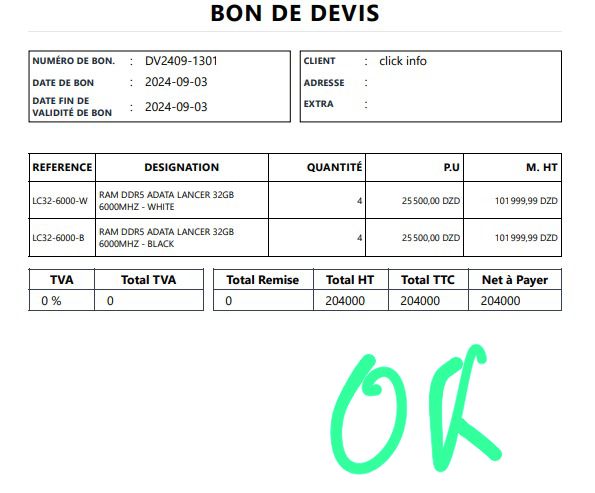 BON DE DEVIS
NUMÉRO DE BON. : DV2409-1301
DATE DE BON : 2024-09-03
DATE FIN DE
VALIDITÉ DE BON : 2024-09-03
CLIENT : click info
ADRESSE :
EXTRA :
REFERENCE DESIGNATION QUANTITÉ P.U M. HT
LC32-6000-W RAM DDR5 ADATA LANCER 32GB
6000MHZ - WHITE 4 25 500,00 DZD 101 999,99 DZD
LC32-6000-B RAM DDR5 ADATA LANCER 32GB
6000MHZ - BLACK 4 25 500,00 DZD 101 999,99 DZD
TVA Total TVA Total Remise Total HT Total TTC Net à Payer
0 % 0 0 204000 204000 204000
OK